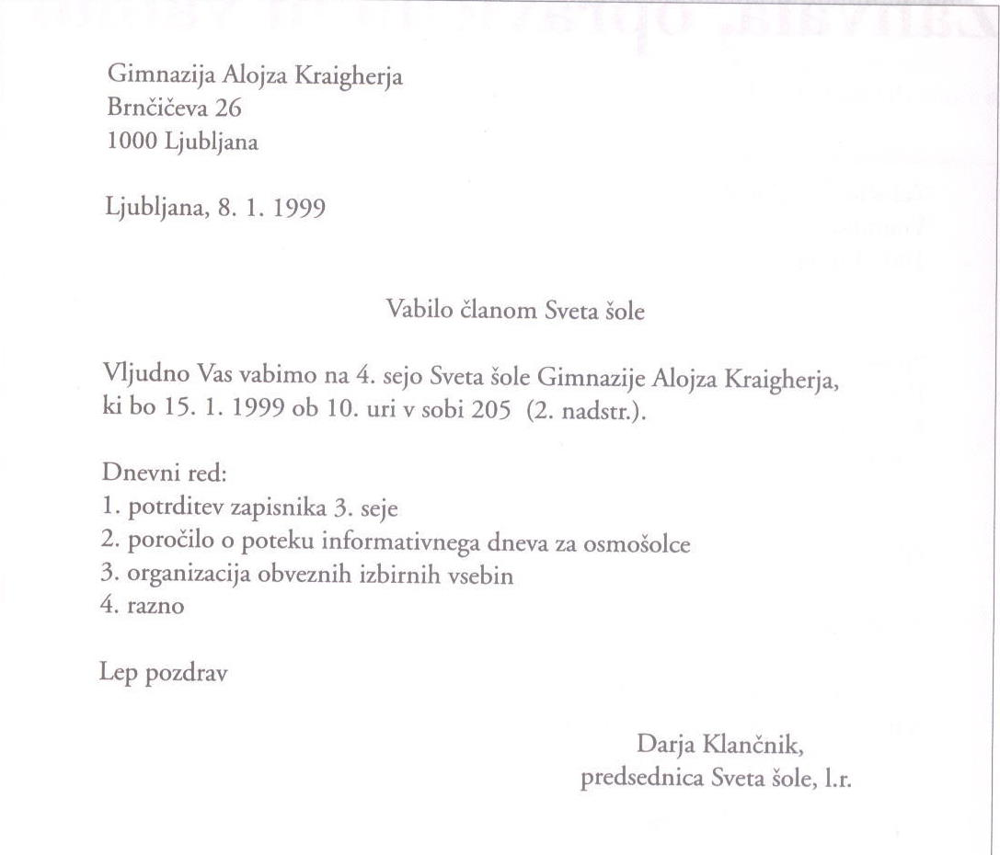 Gimnazija Alojza Kraigherja
Brnčičeva 26
1000 Ljubljana
Ljubljana, 8. 1. 1999
Vabilo članom Sveta šole
Vljudno Vas vabimo na 4. sejo Sveta šole Gimnazije Alojza Kraigherja,
ki bo 15. 1. 1999 ob 10. uri v sobi 205 (2. nadstr.).
Dnevni red:
1. potrditev zapisnika 3. seje
2. poročilo o poteku informativnega dneva za osmošolce
3. organizacija obveznih izbirnih vsebin
4. razno
Lep pozdrav
Darja Klančnik,
predsednica Sveta šole, l.r.